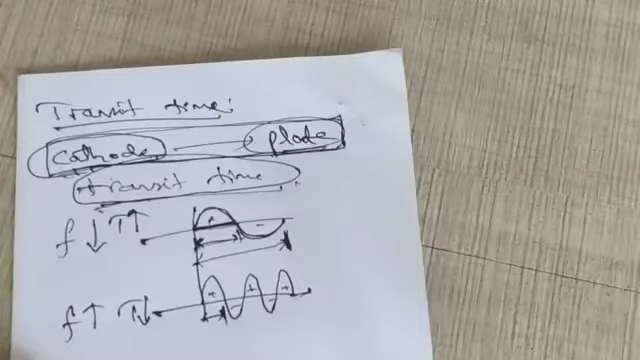 Transit time:
Cathode plate
transit time
f ↓ T ↑ + -
f ↑ T ↓ + + +